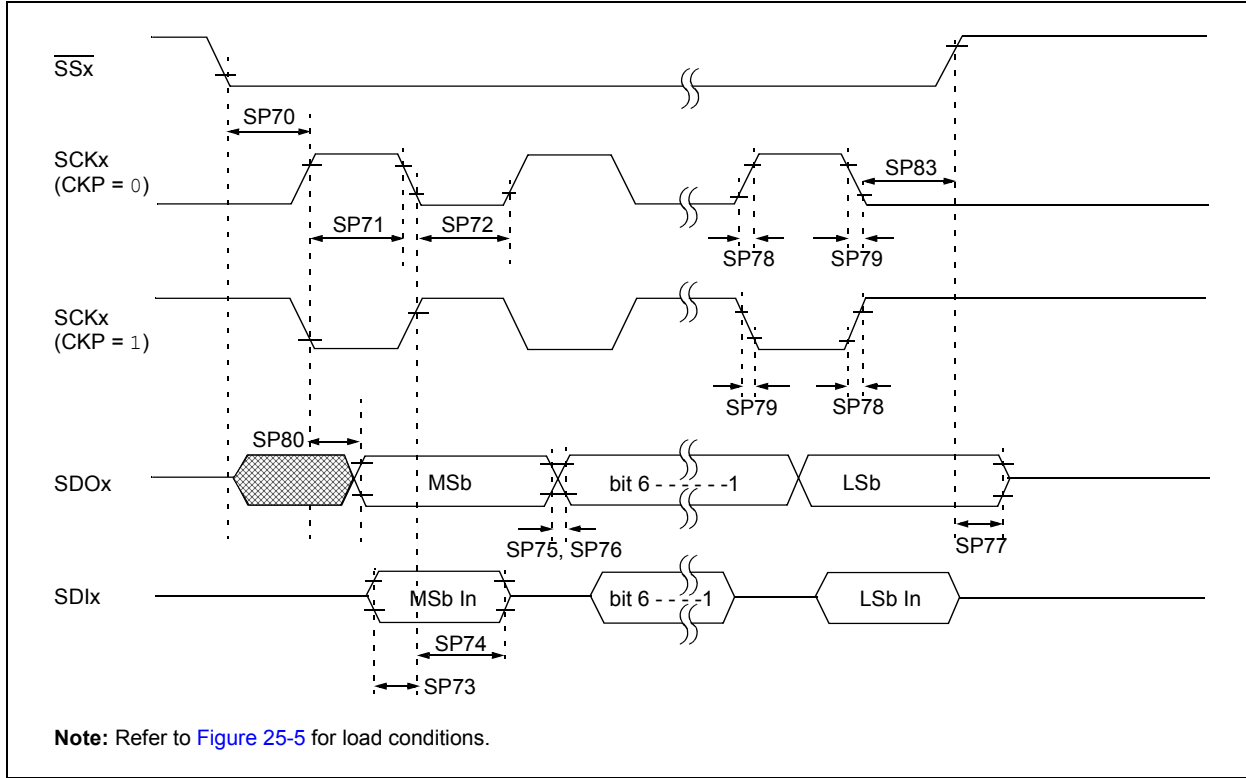 SSx
SP70
SCKx
(CKP = 0)
SP83
SP71
SP72
SP78
SP79
SCKx
(CKP = 1)
SP79
SP78
SP80
SDOx
MSb
bit 6 - - - - - - -1
LSb
SP75, SP76
SP77
SDIx
MSb In
bit 6 - - - -1
LSb In
SP74
SP73
Note: Refer to Figure 25-5 for load conditions.